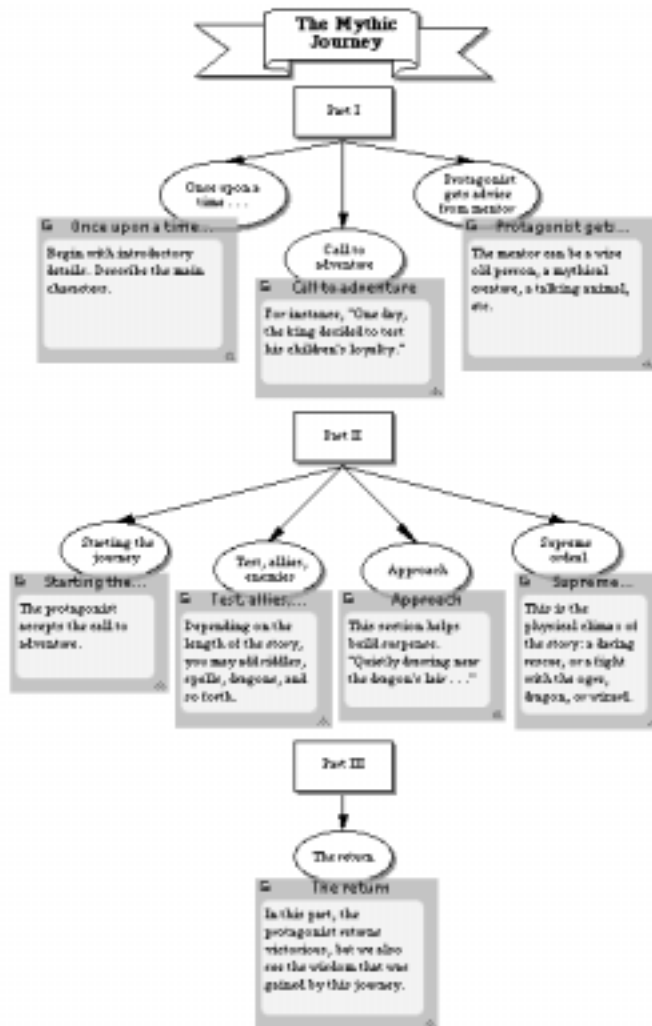 The Mythic
Journey
Part I
Once upon a
time . . .
Call to
adventure
Protagonist
gets advice
from mentor
Once upon a time...
Begin with introductory
details. Describe the main
characters.
Call to adventure
For instance, "One day,
the king decided to test
his children's loyalty."
Protagonist gets...
The mentor can be a wise
old person, a mythical
creature, a talking animal,
etc.
Part II
Starting the
journey
Test, allies,
enemies
Approach
Supreme
ordeal
Starting the...
The protagonist
accepts the call to
adventure.
Test, allies,...
Depending on the
length of the story,
you may add riddles,
spells, dragons, and
so forth.
Approach
This section helps
build suspense.
"Quietly drawing near
the dragon's lair . . ."
Supreme...
This is the
physical climax of
the story: a daring
rescue, or a fight
with the ogre,
dragon, or wizard.
Part III
The return
The return
In this part, the
protagonist returns
victorious, but we also
see the wisdom that was
gained by this journey.